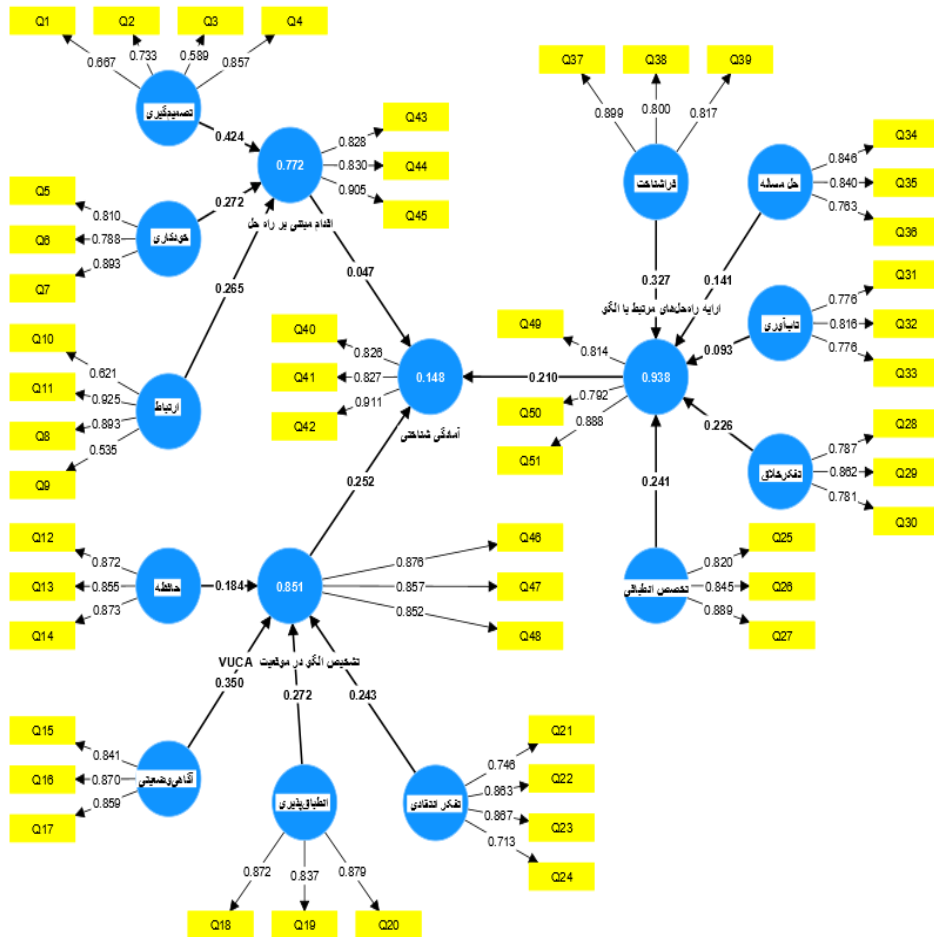 Q1
Q2
Q3
Q4
0.667
0.733
0.589
0.857
تصمیم‌گیری
0.424
Q5
Q6
Q7
0.810
0.788
0.893
خودکاری
0.272
Q10
Q11
Q8
Q9
0.621
0.925
0.893
0.535
ارتباط
0.265
0.772
اقدام مبتنی بر راه حل
0.828
0.830
0.905
Q43
Q44
Q45
0.047
Q40
Q41
Q42
0.826
0.827
0.911
0.148
آمادگی شناختی
0.210
0.252
Q12
Q13
Q14
0.872
0.855
0.873
حافظه
0.184
0.851
تشخیص الگو در موقعیت VUCA
0.876
0.857
0.852
Q46
Q47
Q48
Q15
Q16
Q17
0.841
0.870
0.859
آگاهی‌وضعیتی
0.350
انطباق‌پذیری
0.272
0.872
0.837
0.879
Q18
Q19
Q20
تفکر انتقادی
0.243
0.746
0.863
0.867
0.713
Q21
Q22
Q23
Q24
Q37
Q38
Q39
0.899
0.800
0.817
فراشناخت
0.327
حل مساله
0.141
0.846
0.840
0.763
Q34
Q35
Q36
ارایه راه‌حل‌های مرتبط با الگو
0.938
Q49
Q50
Q51
0.814
0.792
0.888
تاب‌آوری
0.093
0.776
0.816
0.776
Q31
Q32
Q33
تفکرخلاق
0.226
0.787
0.862
0.781
Q28
Q29
Q30
تخصص انطباقی
0.241
0.820
0.845
0.889
Q25
Q26
Q27